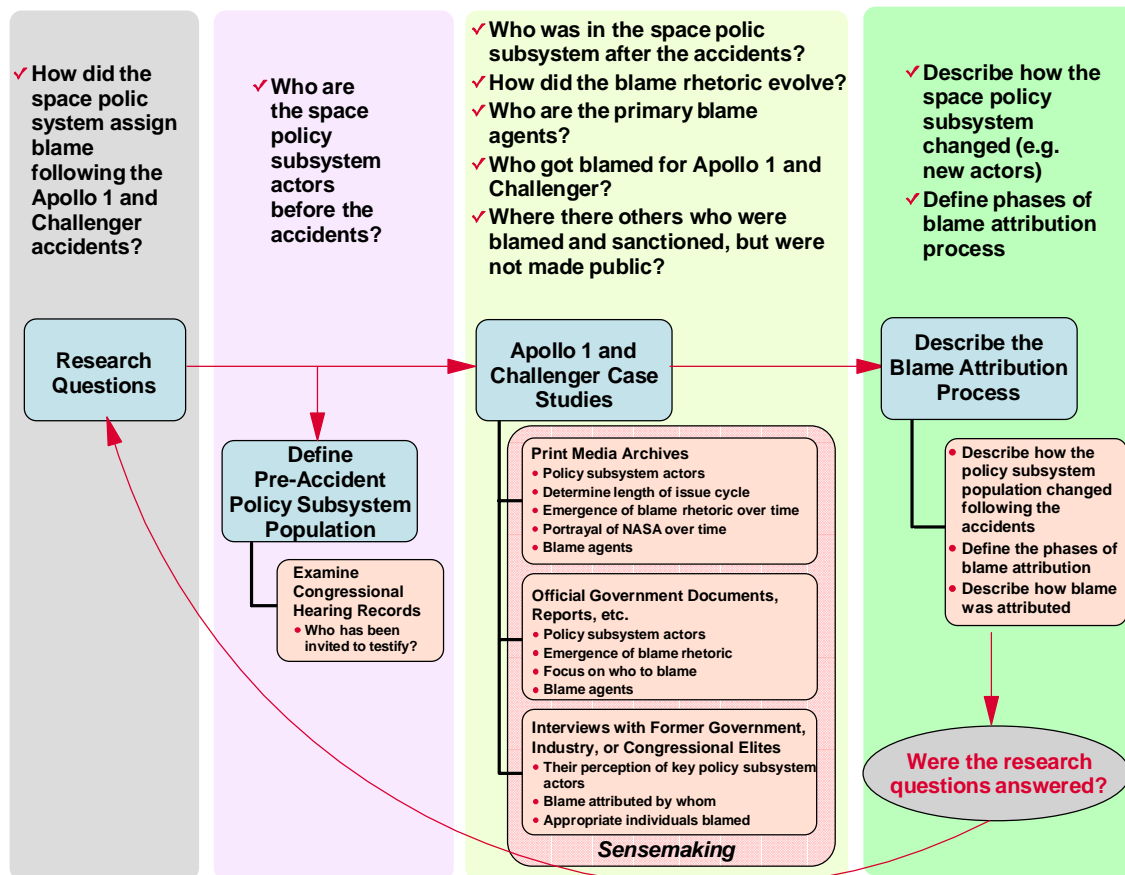 How did the
space polic
system assign
blame
following the
Apollo 1 and
Challenger
accidents?
Who are
the space
policy
subsystem
actors
before the
accidents?
Who was in the space polic
subsystem after the accidents?
How did the blame rhetoric evolve?
Who are the primary blame
agents?
Who got blamed for Apollo 1 and
Challenger?
Where there others who were
blamed and sanctioned, but were
not made public?
Describe how the
space policy
subsystem
changed (e.g.
new actors)
Define phases of
blame attribution
process
Research
Questions
Define
Pre-Accident
Policy Subsystem
Population
Examine
Congressional
Hearing Records
• Who has been
invited to testify?
Apollo 1 and
Challenger Case
Studies
Print Media Archives
• Policy subsystem actors
• Determine length of issue cycle
• Emergence of blame rhetoric over time
• Portrayal of NASA over time
• Blame agents
Official Government Documents,
Reports, etc.
• Policy subsystem actors
• Emergence of blame rhetoric
• Focus on who to blame
• Blame agents
Interviews with Former Government,
Industry, or Congressional Elites
• Their perception of key policy subsystem
actors
• Blame attributed by whom
• Appropriate individuals blamed
Sensemaking
Describe the
Blame Attribution
Process
• Describe how the
policy subsystem
population changed
following the
accidents
• Define the phases of
blame attribution
• Describe how blame
was attributed
Were the research
questions answered?